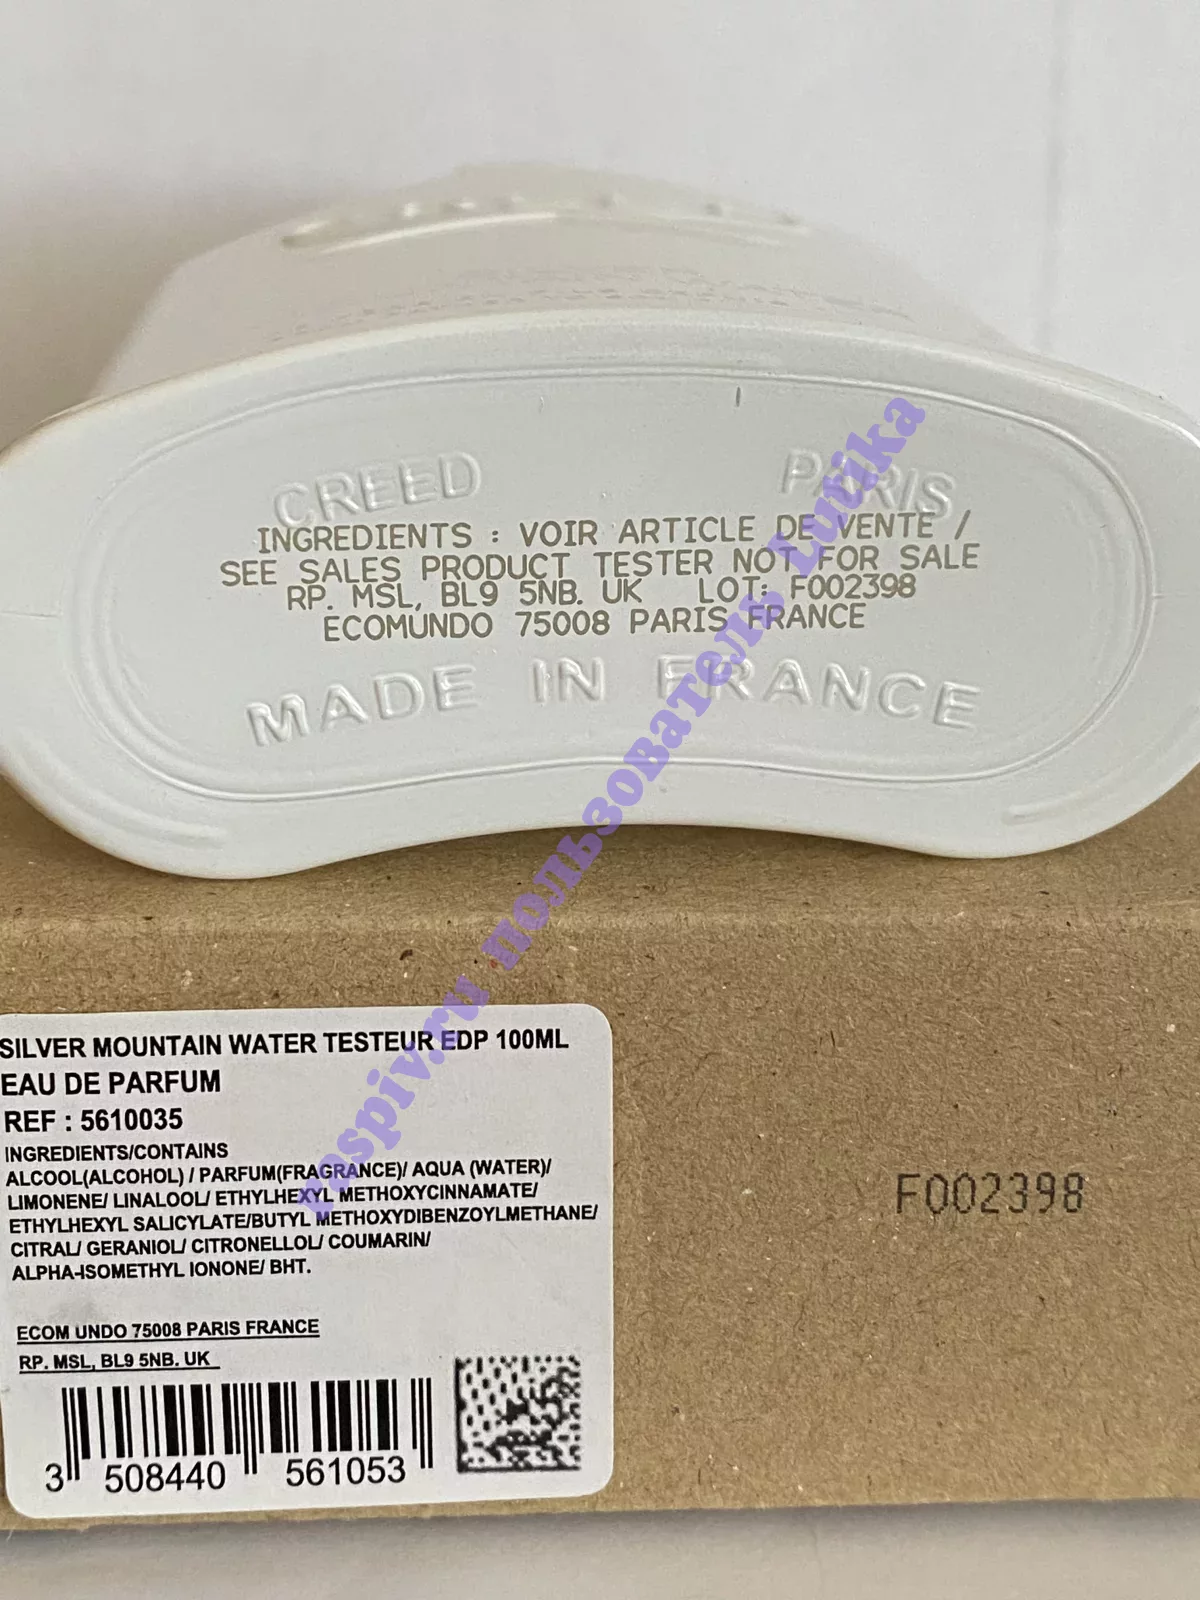 CREED PARIS
INGREDIENTS : VOIR ARTICLE DE VENTE /
SEE SALES PRODUCT TESTER NOT FOR SALE
RP. MSL, BL9 5NB. UK LOT: F002398
ECOMUNDO 75008 PARIS FRANCE
MADE IN FRANCE
raspiv.ru пользователь Lutika
SILVER MOUNTAIN WATER TESTEUR EDP 100ML
EAU DE PARFUM
REF : 5610035
INGREDIENTS/CONTAINS
ALCOOL(ALCOHOL) / PARFUM(FRAGRANCE)/ AQUA (WATER)/
LIMONENE/ LINALOOL/ ETHYLHEXYL METHOXYCINNAMATE/
ETHYLHEXYL SALICYLATE/BUTYL METHOXYDIBENZOYLMETHANE/
CITRAL/ GERANIOL/ CITRONELLOL/ COUMARIN/
ALPHA-ISOMETHYL IONONE/ BHT.
ECOM UNDO 75008 PARIS FRANCE
RP. MSL, BL9 5NB. UK
3 508440 561053
F002398